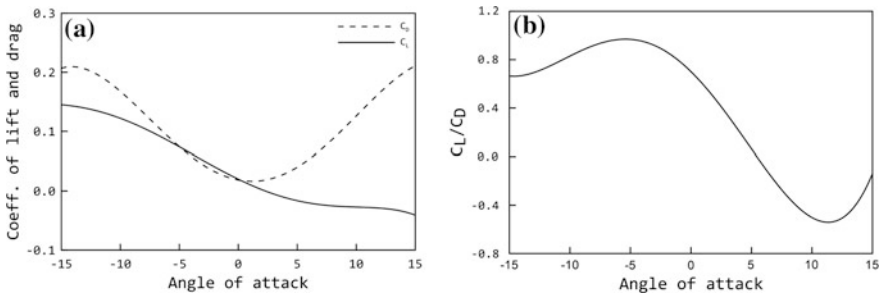 (a)
C_D
C_L
Coeff. of lift and drag
0.3
0.2
0.1
0.0
-0.1
-15 -10 -5 0 5 10 15
Angle of attack
(b)
C_L/C_D
1.2
0.8
0.4
0.0
-0.4
-0.8
-15 -10 -5 0 5 11 15
Angle of attack